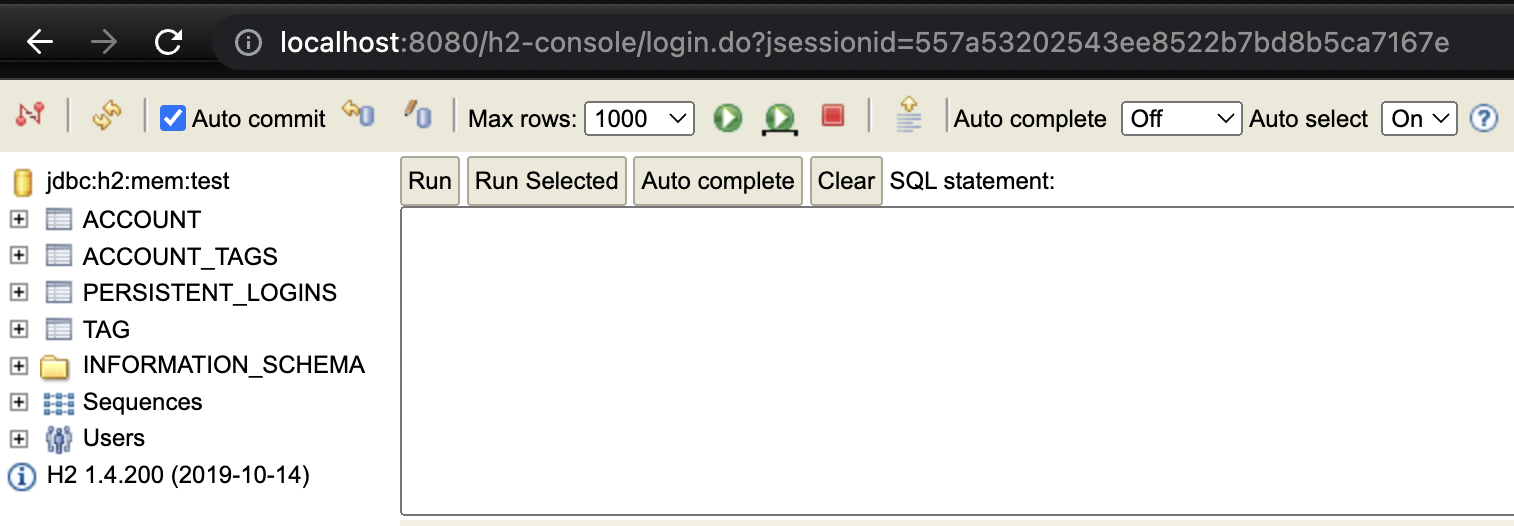 localhost:8080/h2-console/login.do?jsessionid=557a53202543ee8522b7bd8b5ca7167e
Auto commit Max rows: 1000 Auto complete Off Auto select On ?
jdbc:h2:mem:test
Run Run Selected Auto complete Clear SQL statement:
ACCOUNT
ACCOUNT_TAGS
PERSISTENT_LOGINS
TAG
INFORMATION_SCHEMA
Sequences
Users
H2 1.4.200 (2019-10-14)